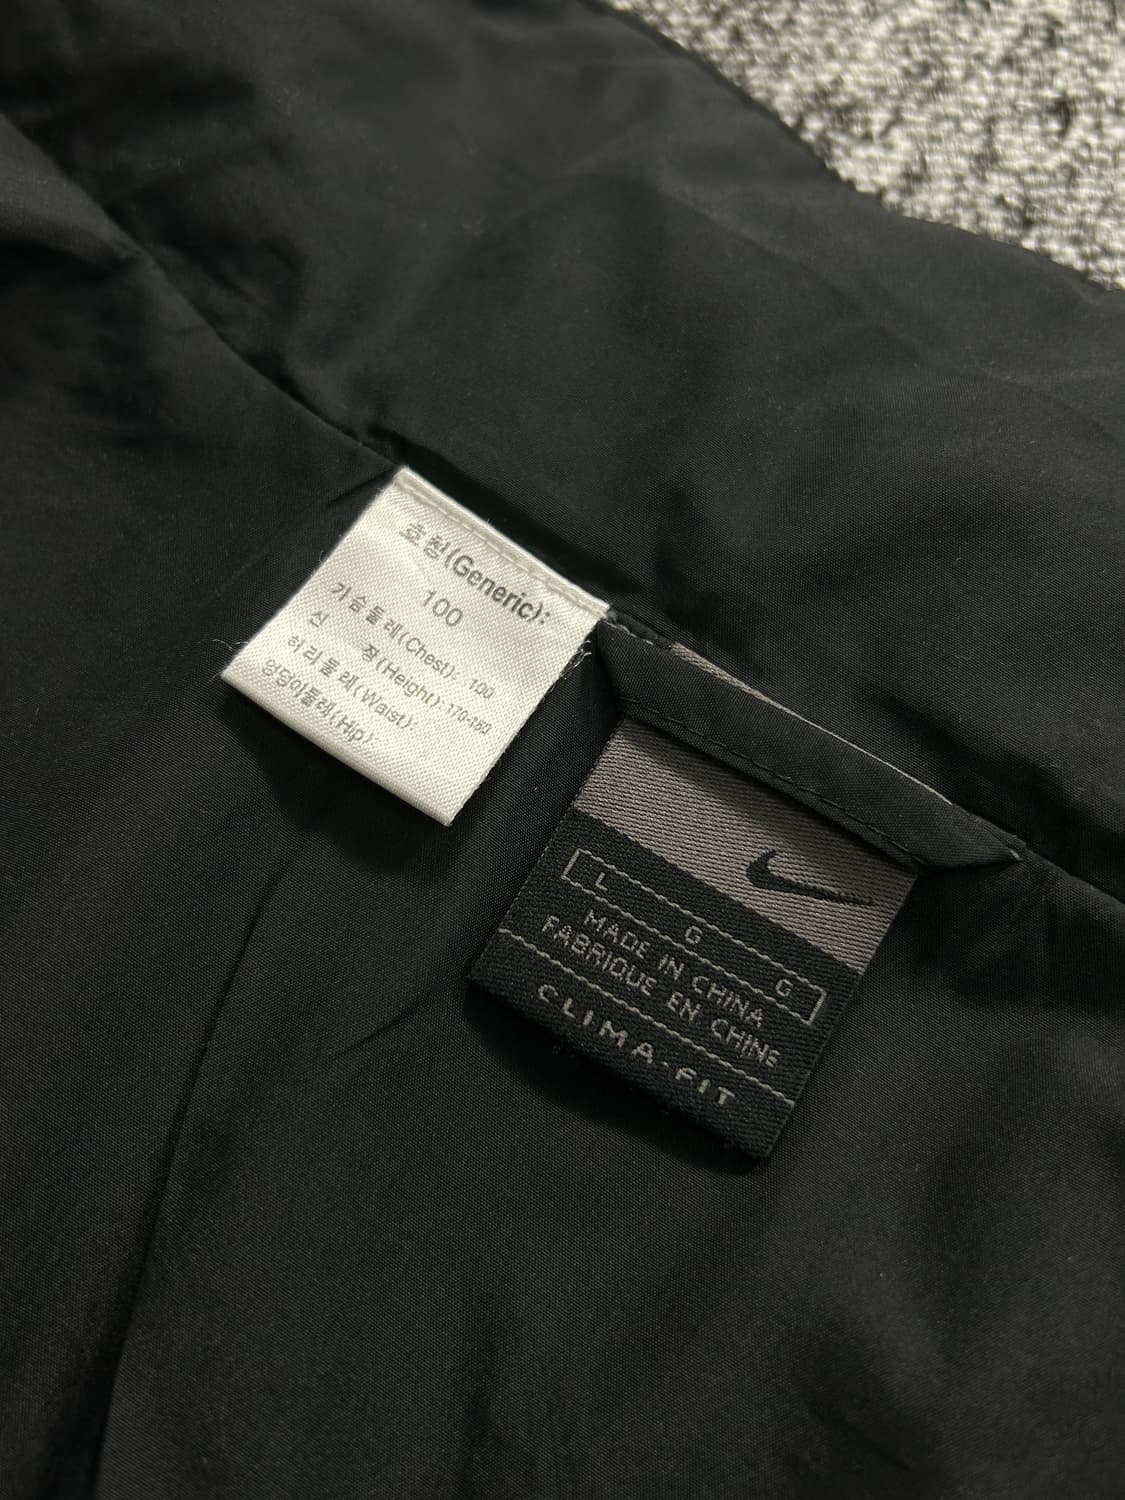 호칭(Generic):
100
가슴둘레(Chest): 100
신 장(Height):170-180
허리둘레(Waist):
엉덩이둘레(Hip):
L G G
MADE IN CHINA
FABRIQUE EN CHINE
CLIMA-FIT